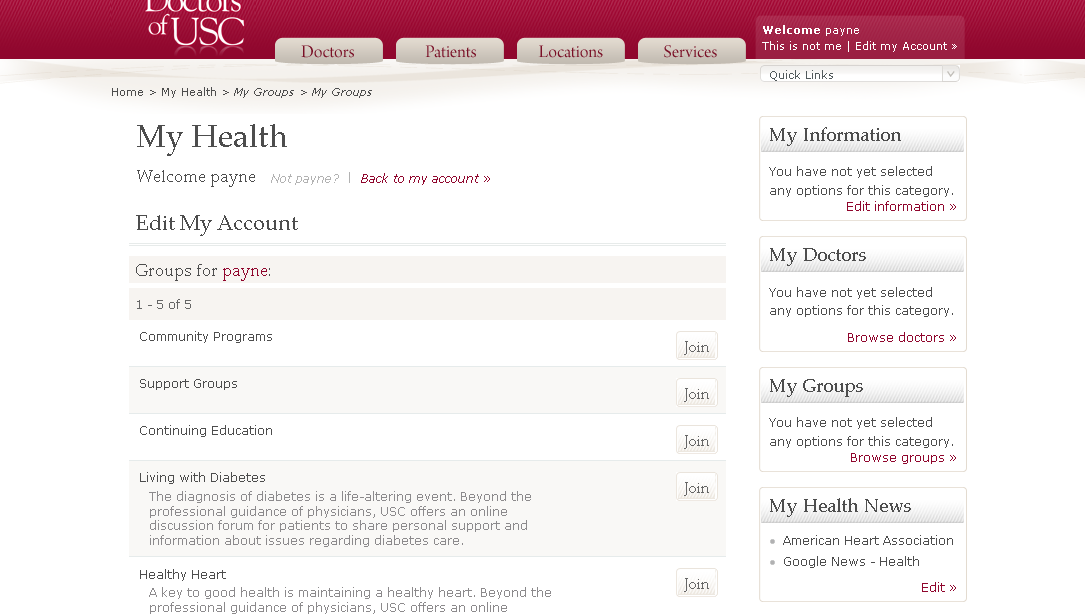 Doctors
of USC
Doctors
Patients
Locations
Services
Welcome payne
This is not me | Edit my Account »
Quick Links
Home > My Health > My Groups > My Groups
My Health
Welcome payne Not payne? | Back to my account »
Edit My Account
Groups for payne:
1 - 5 of 5
Community Programs
Join
Support Groups
Join
Continuing Education
Join
Living with Diabetes
Join
The diagnosis of diabetes is a life-altering event. Beyond the
professional guidance of physicians, USC offers an online
discussion forum for patients to share personal support and
information about issues regarding diabetes care.
Healthy Heart
Join
A key to good health is maintaining a healthy heart. Beyond the
professional guidance of physicians, USC offers an online
My Information
You have not yet selected
any options for this category.
Edit information »
My Doctors
You have not yet selected
any options for this category.
Browse doctors »
My Groups
You have not yet selected
any options for this category.
Browse groups »
My Health News
American Heart Association
Google News - Health
Edit »